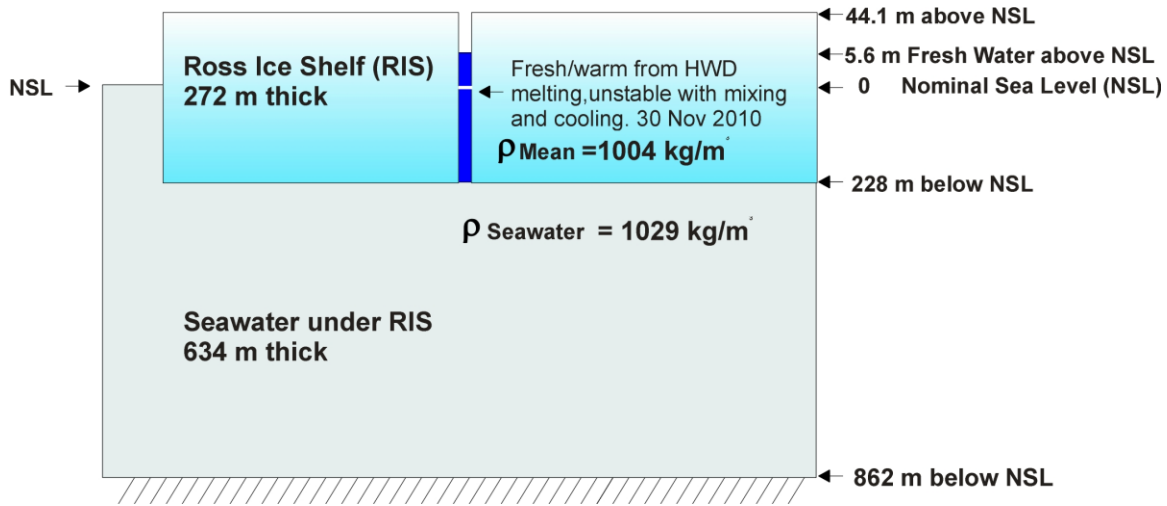 44.1 m above NSL
5.6 m Fresh Water above NSL
NSL
0 Nominal Sea Level (NSL)
Ross Ice Shelf (RIS)
272 m thick
Fresh/warm from HWD
melting,unstable with mixing
and cooling. 30 Nov 2010
ρ Mean =1004 kg/m³
228 m below NSL
ρ Seawater = 1029 kg/m³
Seawater under RIS
634 m thick
862 m below NSL